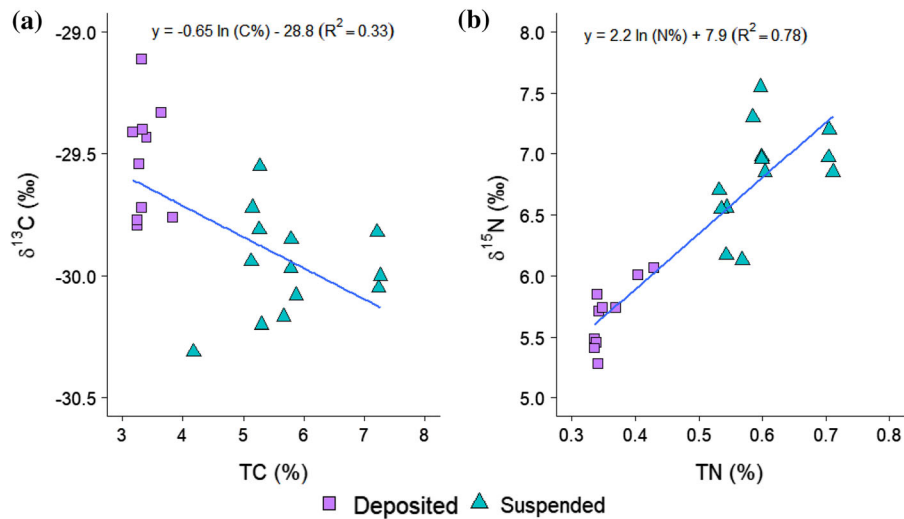 (a)
y = -0.65 ln (C%) - 28.8 (R² = 0.33)
-29.0
-29.5
-30.0
-30.5
δ¹³C (‰)
3 4 5 6 7 8
TC (%)
(b)
y = 2.2 ln (N%) + 7.9 (R² = 0.78)
8.0
7.5
7.0
6.5
6.0
5.5
5.0
δ¹⁵N (‰)
0.3 0.4 0.5 0.6 0.7 0.8
TN (%)
Deposited Suspended